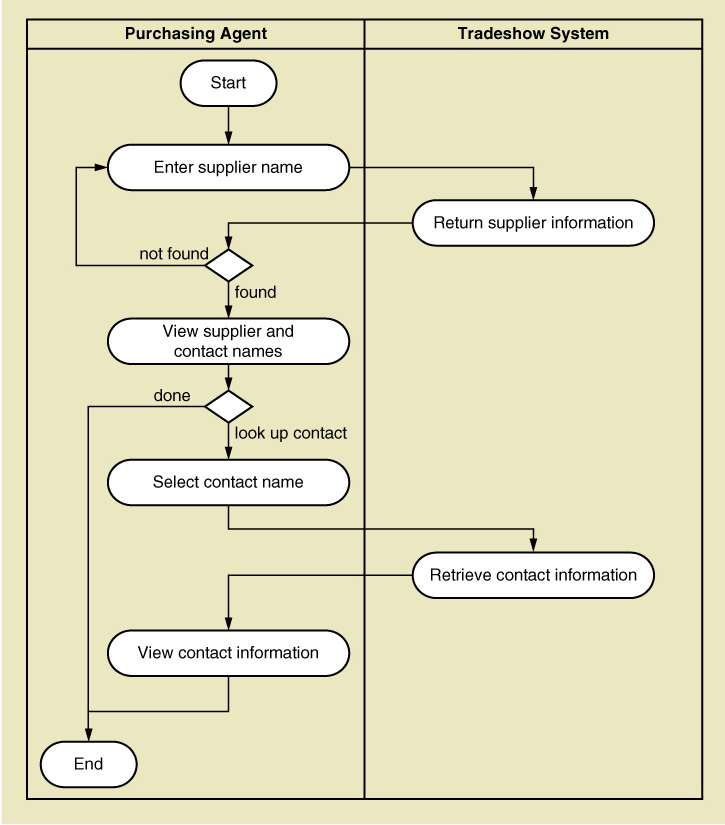 Purchasing Agent
Tradeshow System
Start
Enter supplier name
Return supplier information
not found
found
View supplier and
contact names
done
look up contact
Select contact name
Retrieve contact information
View contact information
End